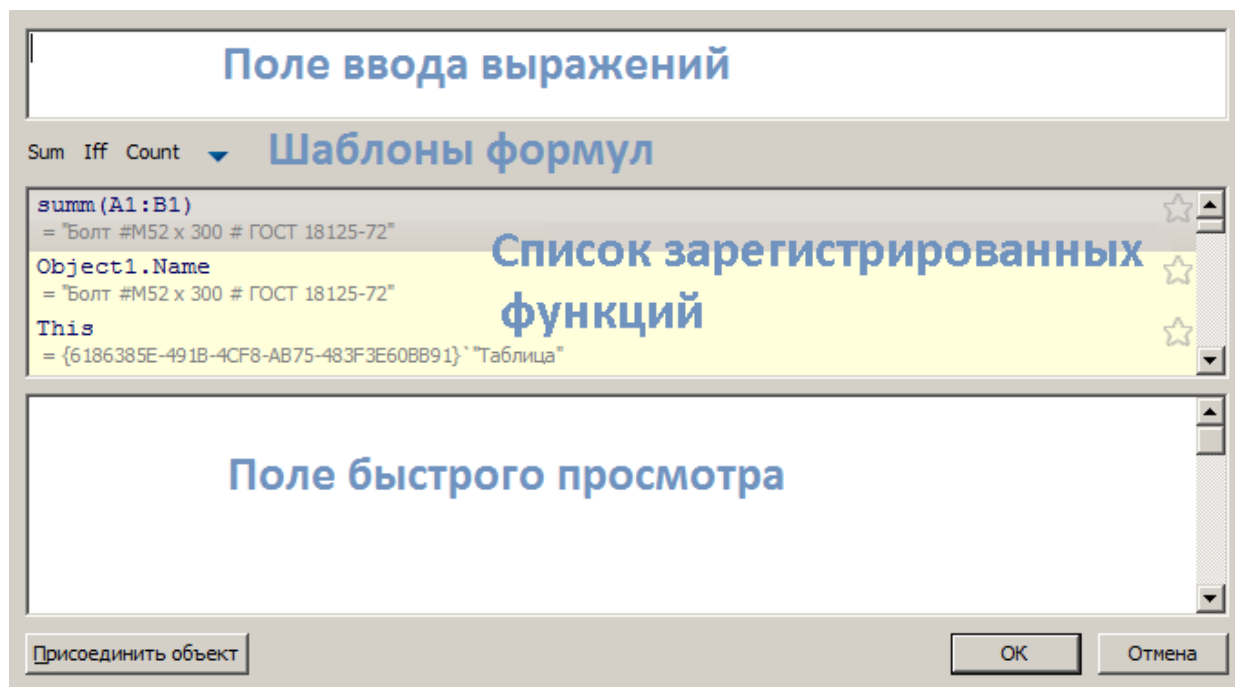 Поле ввода выражений
Sum Iff Count Шаблоны формул
summ(A1:B1)
= "Болт #M52 x 300 # ГОСТ 18125-72"
Object1.Name
= "Болт #M52 x 300 # ГОСТ 18125-72"
Список зарегистрированных
функций
This
= {6186385E-491B-4CF8-AB75-483F3E60BB91}`"Таблица"
Поле быстрого просмотра
Присоединить объект OK Отмена